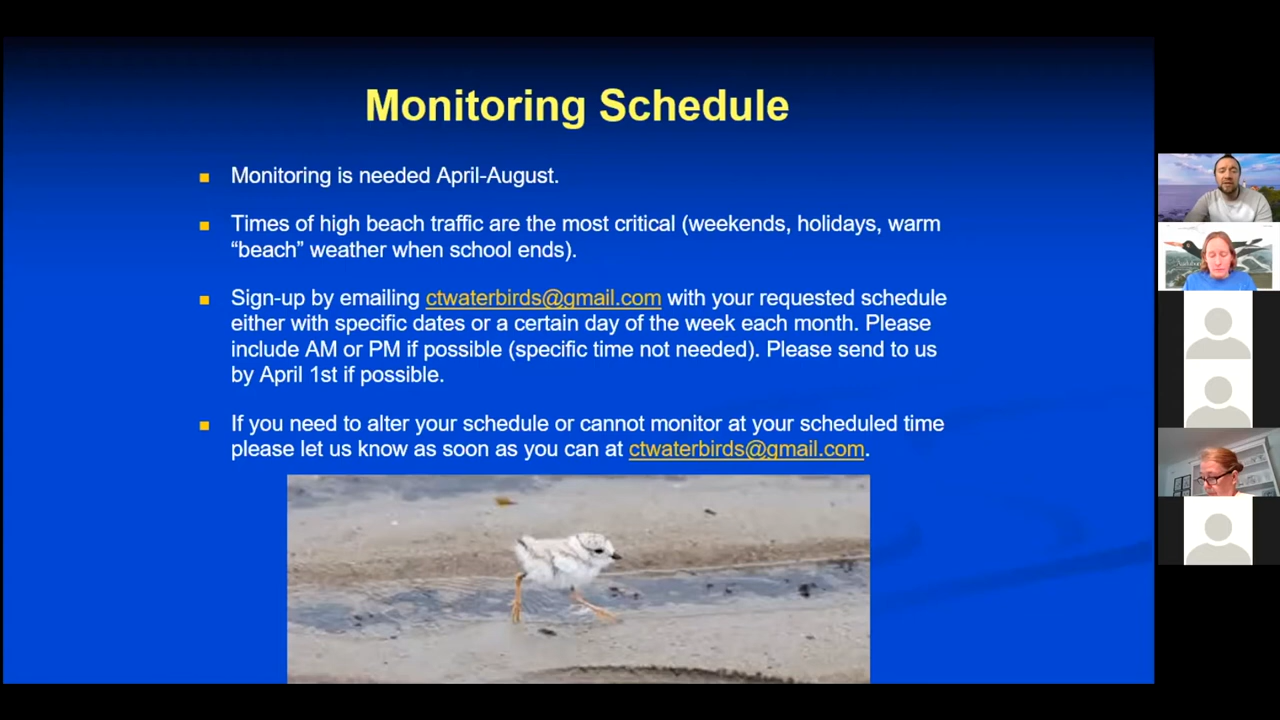 Monitoring Schedule
Monitoring is needed April-August.
Times of high beach traffic are the most critical (weekends, holidays, warm
“beach” weather when school ends).
Sign-up by emailing ctwaterbirds@gmail.com with your requested schedule
either with specific dates or a certain day of the week each month. Please
include AM or PM if possible (specific time not needed). Please send to us
by April 1st if possible.
If you need to alter your schedule or cannot monitor at your scheduled time
please let us know as soon as you can at ctwaterbirds@gmail.com.